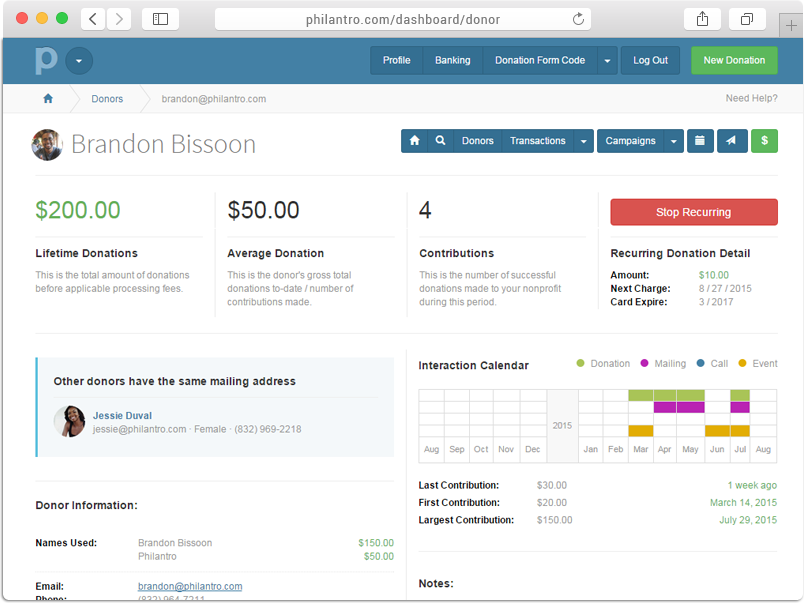 philantro.com/dashboard/donor
p
Profile Banking Donation Form Code Log Out New Donation
Donors brandon@philantro.com Need Help?
Brandon Bissoon
Donors Transactions Campaigns $
$200.00 $50.00 4 Stop Recurring
Lifetime Donations Average Donation Contributions Recurring Donation Detail
This is the total amount of donations
before applicable processing fees.
This is the donor's gross total
donations to-date / number of
contributions made.
This is the number of successful
donations made to your nonprofit
during this period.
Amount: $10.00
Next Charge: 8 / 27 / 2015
Card Expire: 3 / 2017
Other donors have the same mailing address
Jessie Duval
jessie@philantro.com · Female · (832) 969-2218
Interaction Calendar Donation Mailing Call Event
2015
Aug Sep Oct Nov Dec Jan Feb Mar Apr May Jun Jul Aug
Last Contribution: $30.00 1 week ago
First Contribution: $20.00 March 14, 2015
Largest Contribution: $150.00 July 29, 2015
Donor Information:
Names Used: Brandon Bissoon $150.00
Philantro $50.00
Email: brandon@philantro.com
Phone: (832) 964-7211
Notes: